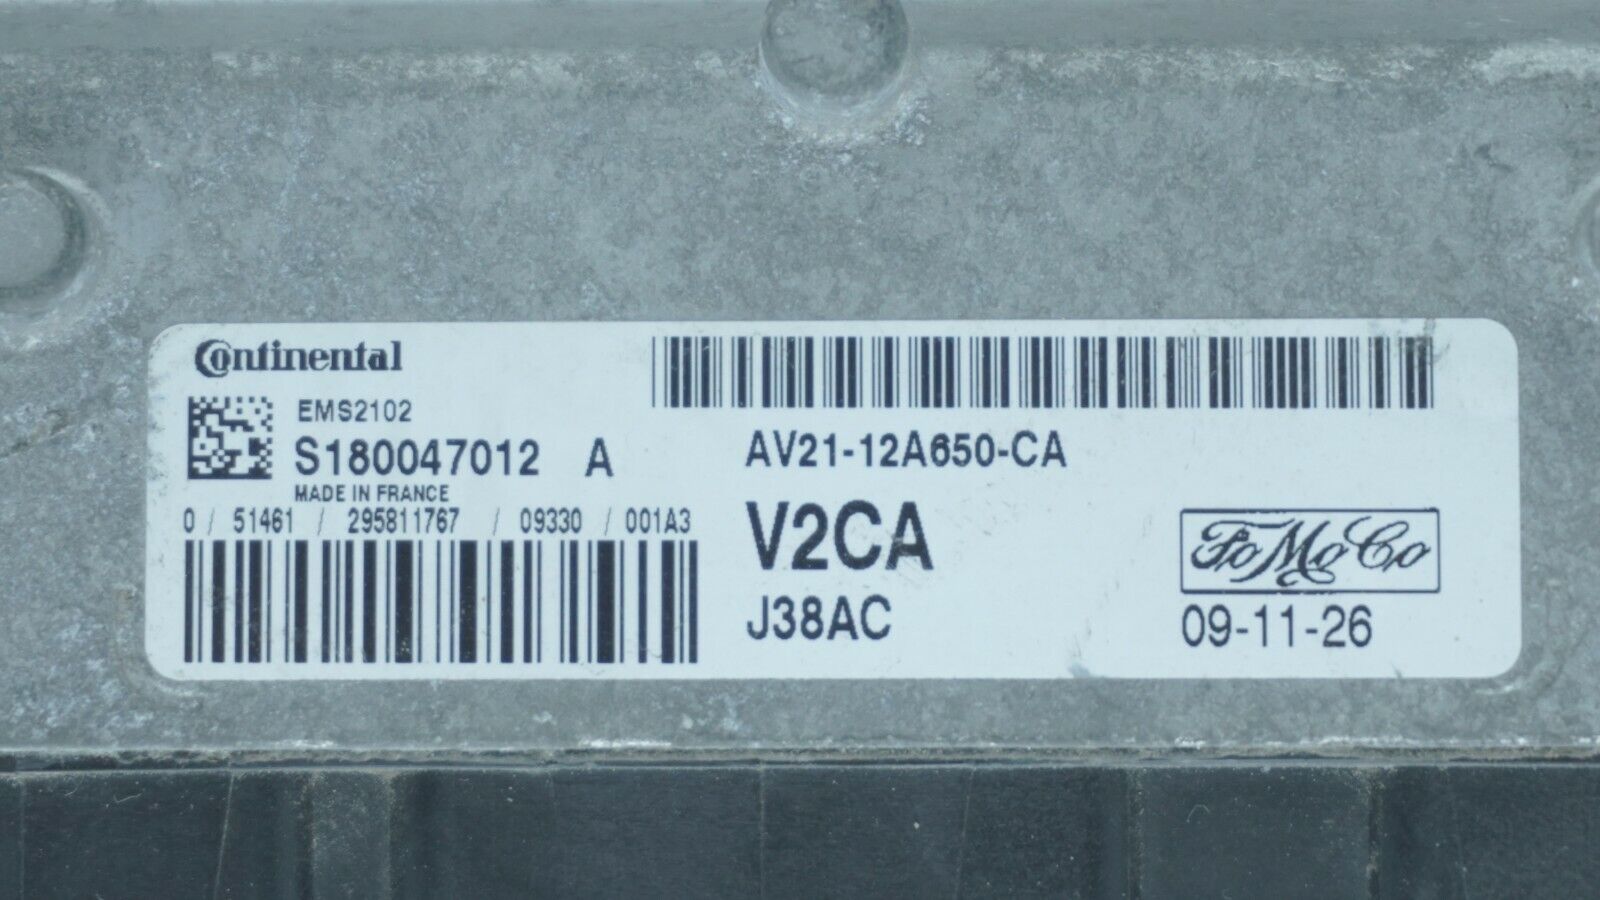 Continental
EMS2102
S180047012 A
MADE IN FRANCE
0 / 51461 / 295811767 / 09330 / 001A3
AV21-12A650-CA
V2CA
J38AC
FoMoCo
09-11-26